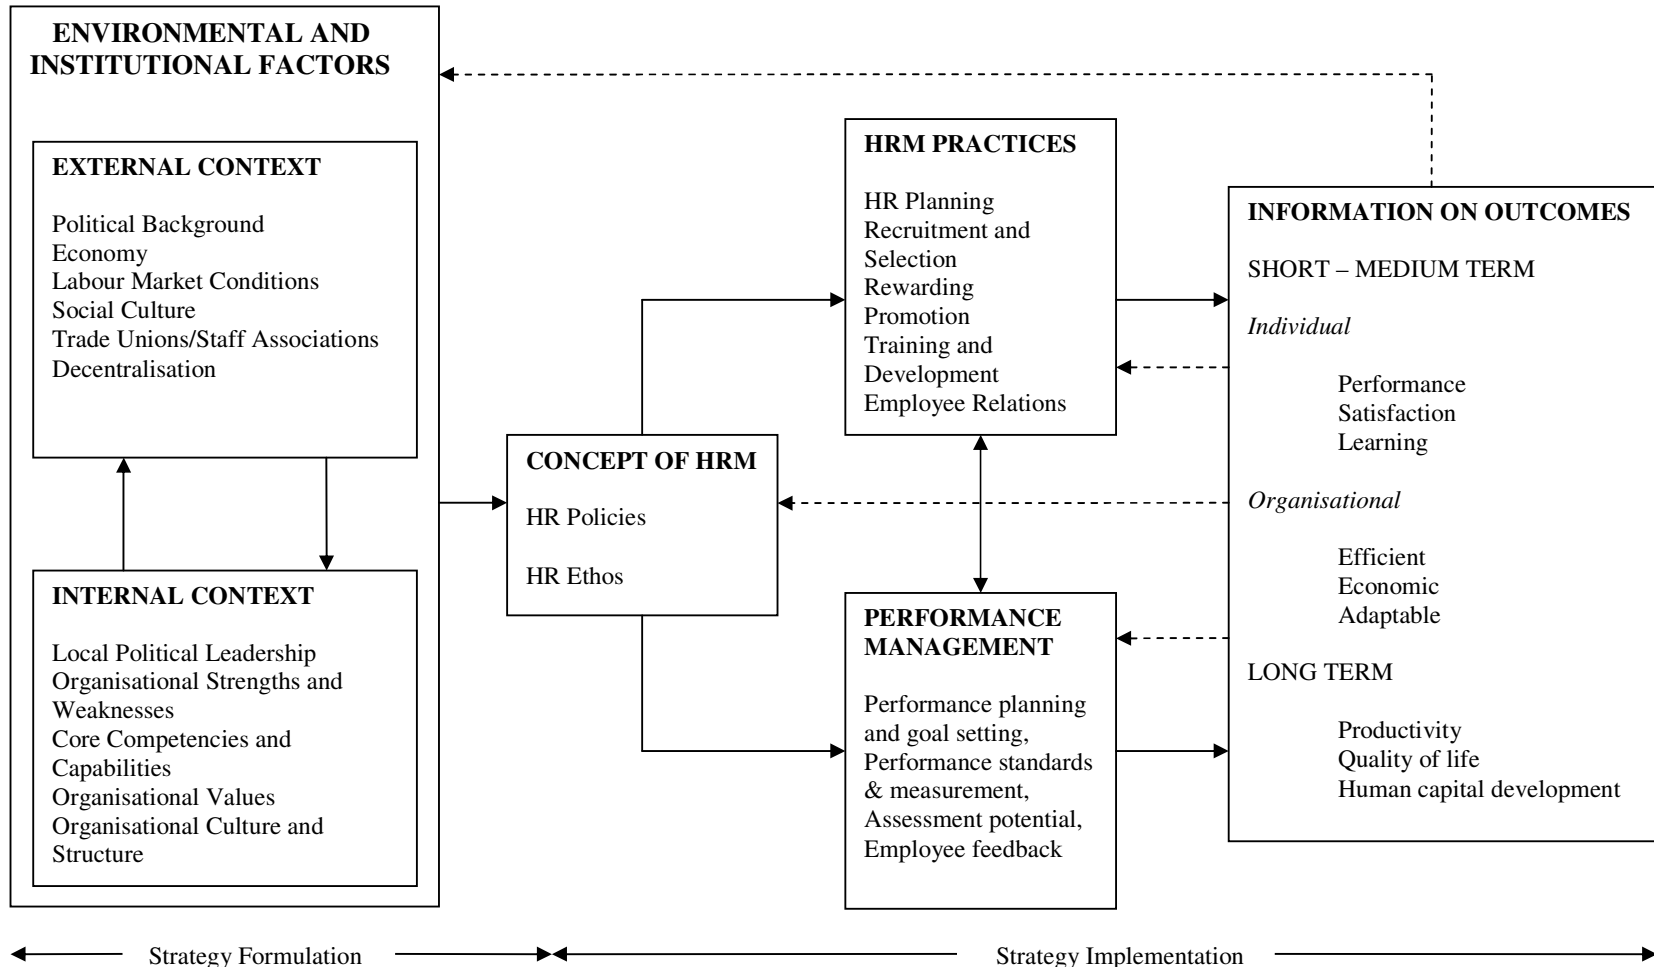 ENVIRONMENTAL AND
INSTITUTIONAL FACTORS
EXTERNAL CONTEXT
Political Background
Economy
Labour Market Conditions
Social Culture
Trade Unions/Staff Associations
Decentralisation
INTERNAL CONTEXT
Local Political Leadership
Organisational Strengths and
Weaknesses
Core Competencies and
Capabilities
Organisational Values
Organisational Culture and
Structure
CONCEPT OF HRM
HR Policies
HR Ethos
HRM PRACTICES
HR Planning
Recruitment and
Selection
Rewarding
Promotion
Training and
Development
Employee Relations
PERFORMANCE
MANAGEMENT
Performance planning
and goal setting,
Performance standards
& measurement,
Assessment potential,
Employee feedback
INFORMATION ON OUTCOMES
SHORT – MEDIUM TERM
Individual
Performance
Satisfaction
Learning
Organisational
Efficient
Economic
Adaptable
LONG TERM
Productivity
Quality of life
Human capital development
Strategy Formulation
Strategy Implementation